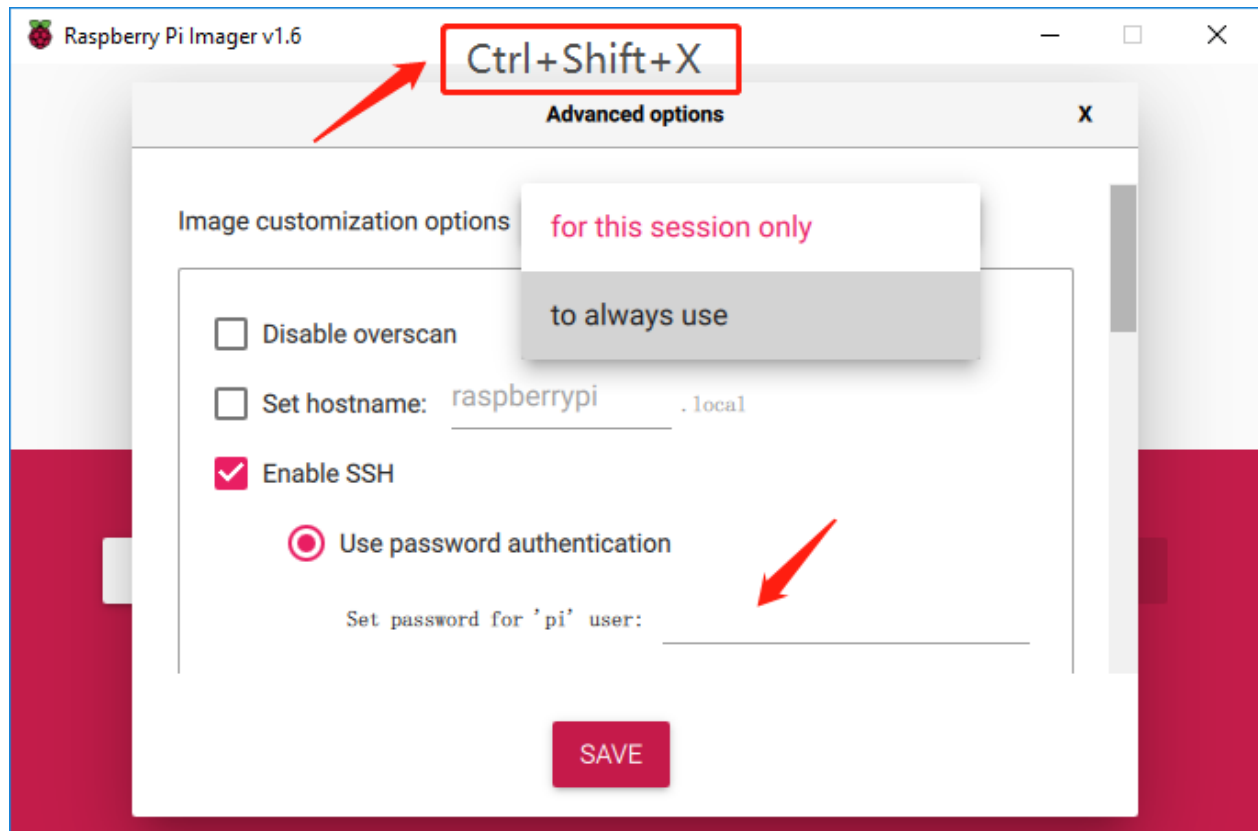 Raspberry Pi Imager v1.6
Ctrl+Shift+X
Advanced options X
Image customization options
for this session only
to always use
Disable overscan
Set hostname: raspberrypi .local
Enable SSH
Use password authentication
Set password for 'pi' user:
SAVE